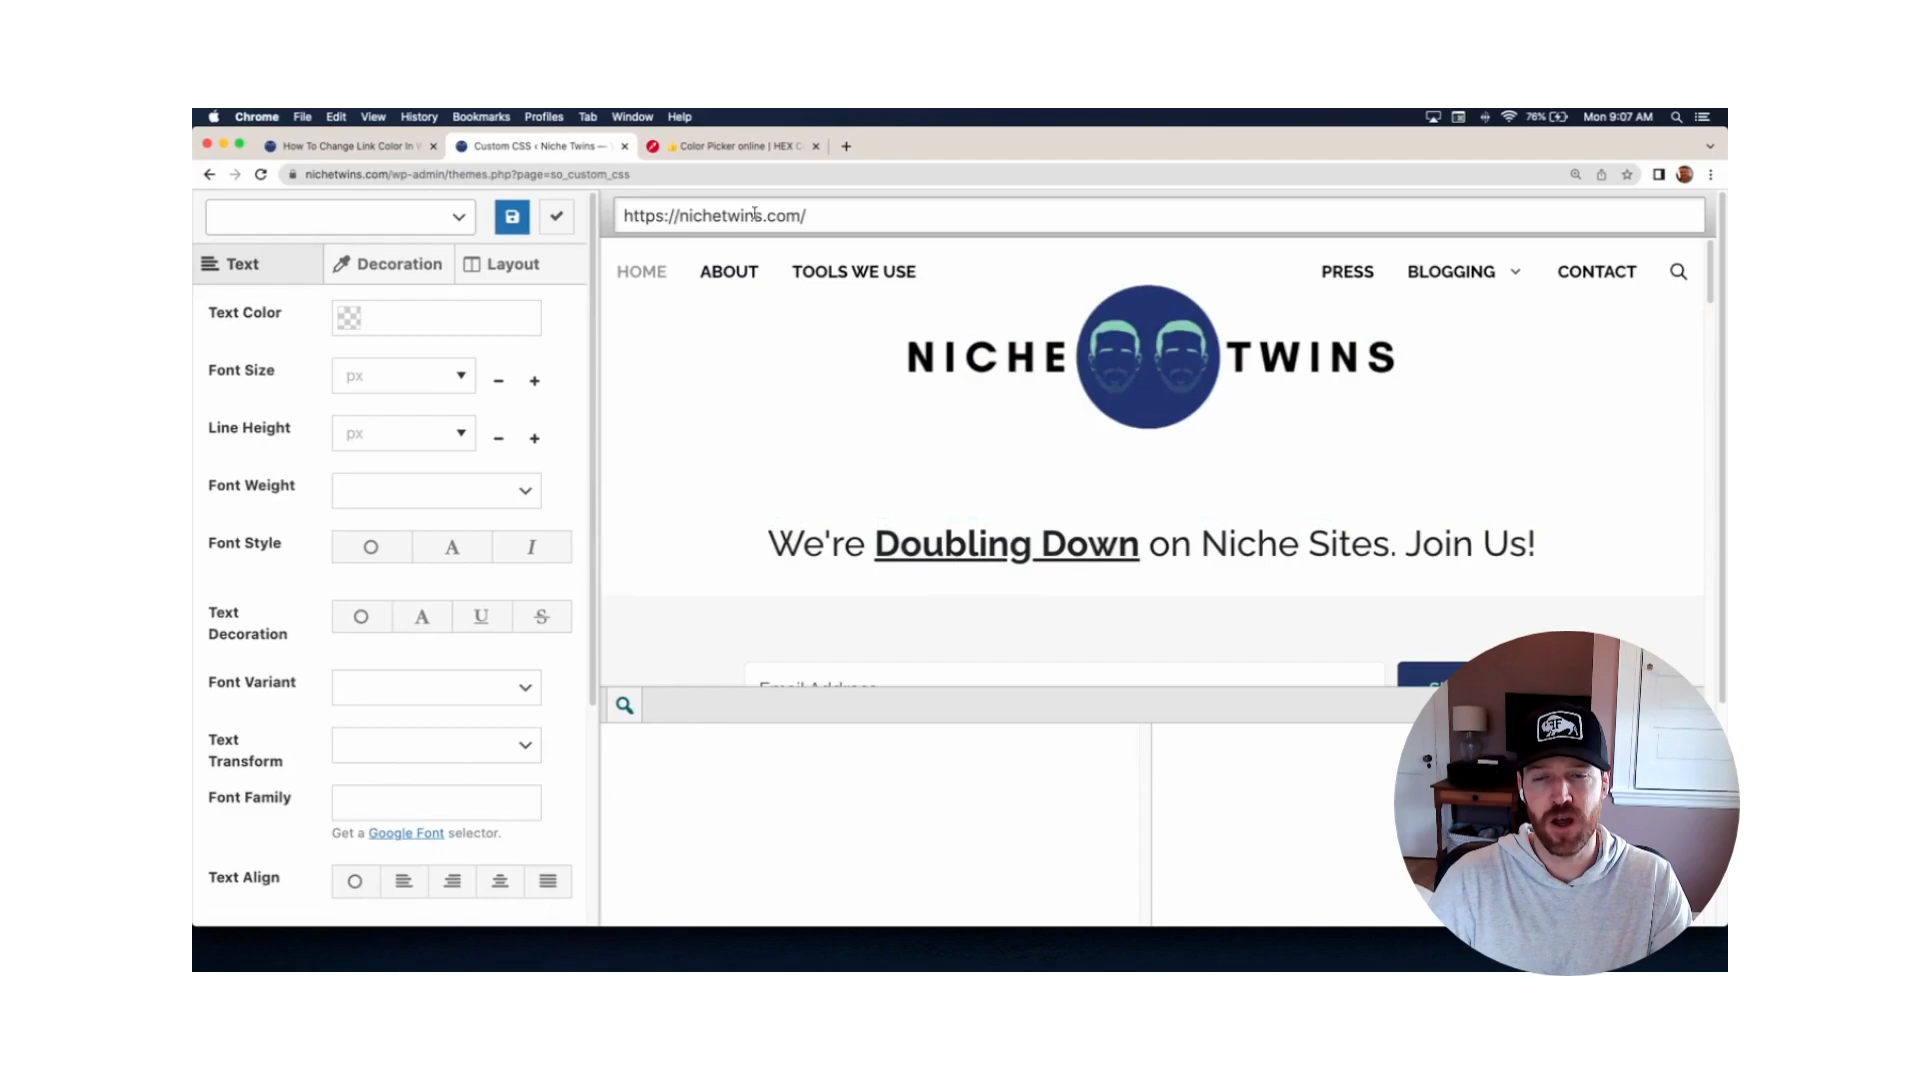 Chrome File Edit View History Bookmarks Profiles Tab Window Help 76% Mon 9:07 AM
How To Change Link Color In Custom CSS ‹ Niche Twins — Color Picker online | HEX C
nichetwins.com/wp-admin/themes.php?page=so_custom_css
https://nichetwins.com/
Text Decoration Layout
HOME ABOUT TOOLS WE USE PRESS BLOGGING CONTACT
Text Color
NICHE TWINS
Font Size px
Line Height px
Font Weight
Font Style A I
We're Doubling Down on Niche Sites. Join Us!
Text
Decoration A U S
Font Variant
Text
Transform
Font Family
Get a Google Font selector.
Text Align